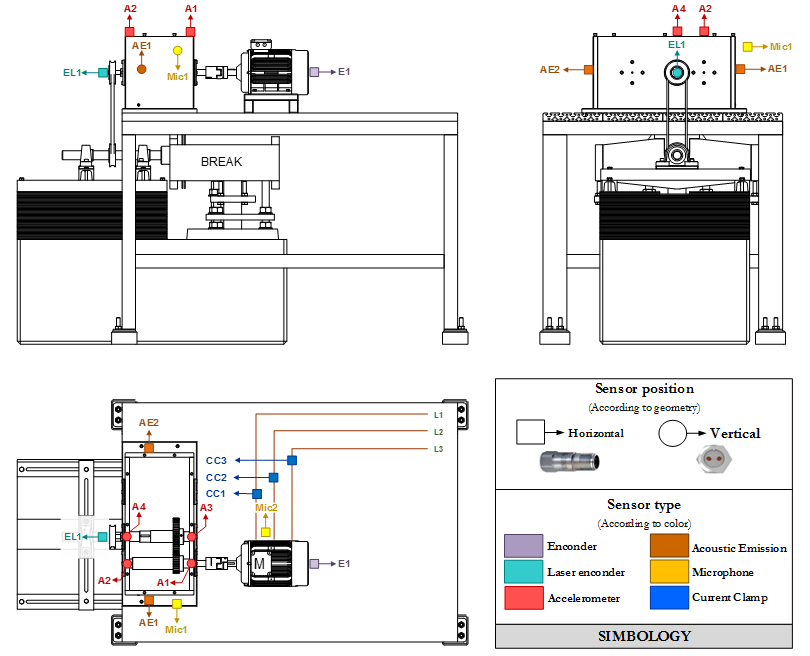 A2 A1
AE1
Mic1
EL1
E1
BREAK
A4 A2
EL1
Mic1
AE2
AE1
AE2
L1
L2
L3
CC3
CC2
CC1
Mic2
A4
A3
EL1
M
E1
A2
A1
AE1
Mic1
Sensor position
(According to geometry)
Horizontal
Vertical
Sensor type
(According to color)
Enconder
Acoustic Emission
Laser enconder
Microphone
Accelerometer
Current Clamp
SIMBOLOGY